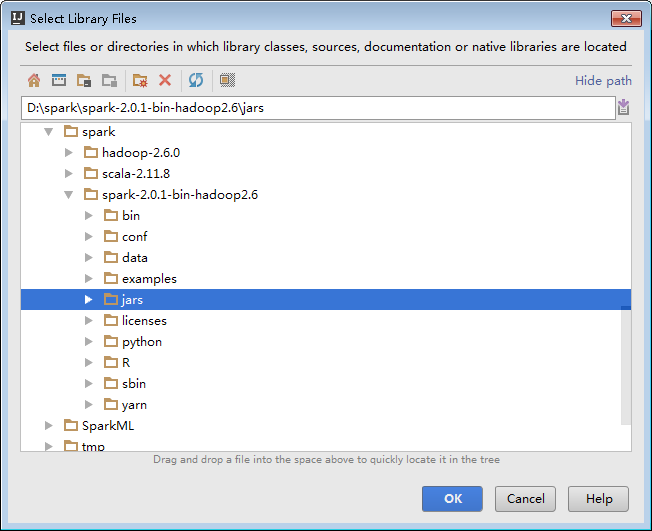 Select Library Files
Select files or directories in which library classes, sources, documentation or native libraries are located
Hide path
D:\spark\spark-2.0.1-bin-hadoop2.6\jars
spark
hadoop-2.6.0
scala-2.11.8
spark-2.0.1-bin-hadoop2.6
bin
conf
data
examples
jars
licenses
python
R
sbin
yarn
SparkML
tmp
Drag and drop a file into the space above to quickly locate it in the tree
OK Cancel Help